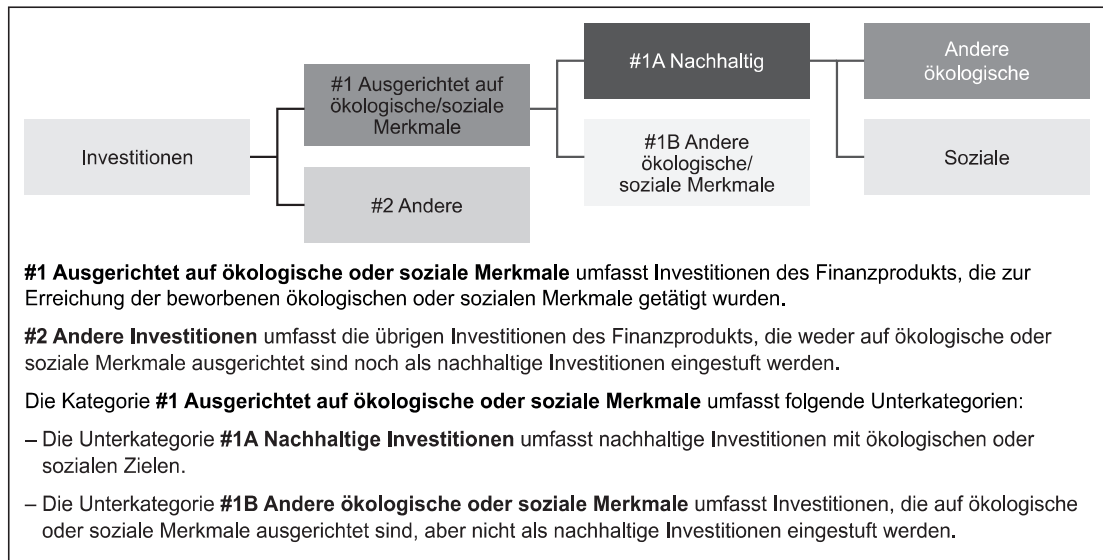 #1A Nachhaltig
Andere
ökologische
#1 Ausgerichtet auf
ökologische/soziale
Merkmale
Investitionen
#1B Andere
ökologische/
soziale Merkmale
Soziale
#2 Andere
#1 Ausgerichtet auf ökologische oder soziale Merkmale umfasst Investitionen des Finanzprodukts, die zur
Erreichung der beworbenen ökologischen oder sozialen Merkmale getätigt wurden.
#2 Andere Investitionen umfasst die übrigen Investitionen des Finanzprodukts, die weder auf ökologische oder
soziale Merkmale ausgerichtet sind noch als nachhaltige Investitionen eingestuft werden.
Die Kategorie #1 Ausgerichtet auf ökologische oder soziale Merkmale umfasst folgende Unterkategorien:
– Die Unterkategorie #1A Nachhaltige Investitionen umfasst nachhaltige Investitionen mit ökologischen oder
sozialen Zielen.
– Die Unterkategorie #1B Andere ökologische oder soziale Merkmale umfasst Investitionen, die auf ökologische
oder soziale Merkmale ausgerichtet sind, aber nicht als nachhaltige Investitionen eingestuft werden.